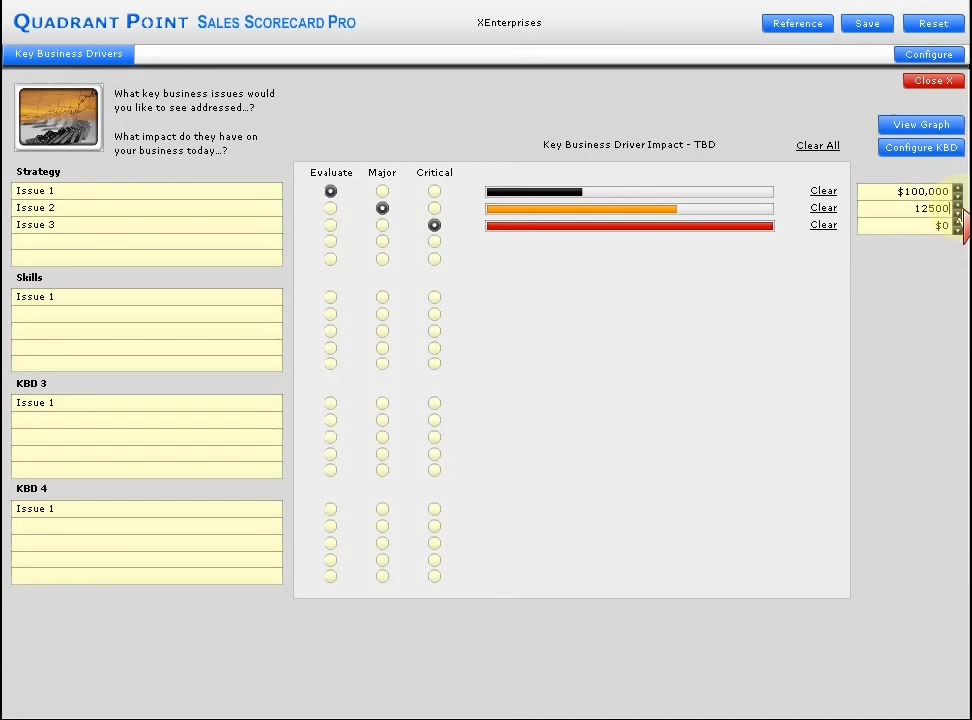 QUADRANT POINT SALES SCORECARD PRO
XEnterprises
Reference
Save
Reset
Key Business Drivers
Configure
Close X
What key business issues would
you like to see addressed...?
What impact do they have on
your business today...?
View Graph
Key Business Driver Impact - TBD
Clear All
Configure KBD
Strategy
Evaluate
Major
Critical
Issue 1
Clear
$100,000
Issue 2
Clear
12500
Issue 3
Clear
$0
Skills
Issue 1
KBD 3
Issue 1
KBD 4
Issue 1